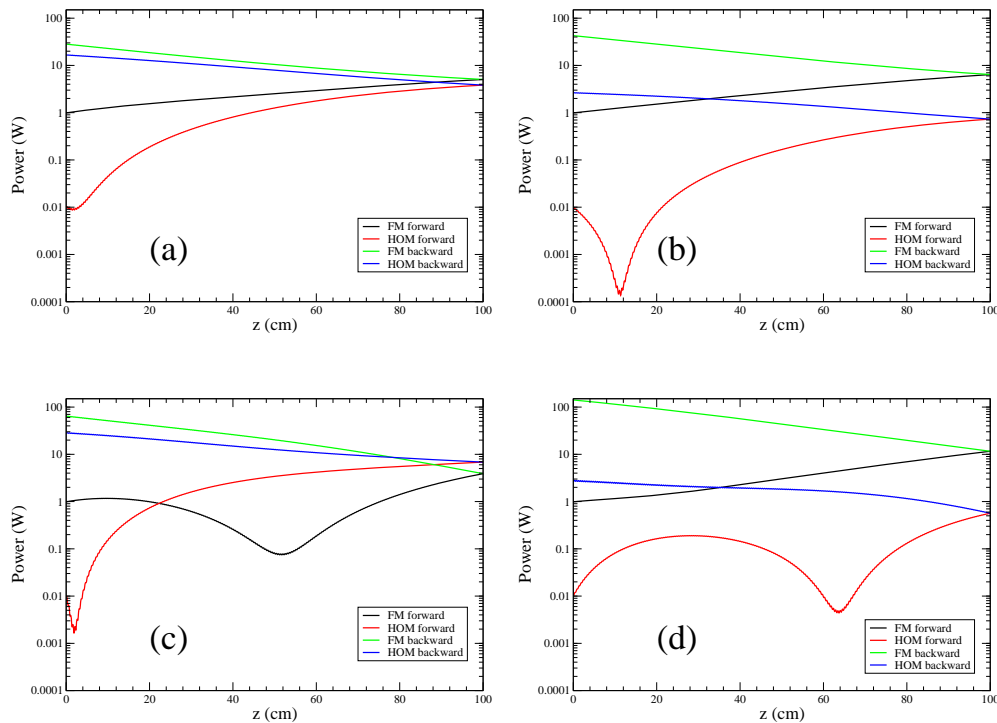 100
10
1
0.1
0.01
0.001
0.0001
Power (W)
0 20 40 60 80 100
z (cm)
(a)
FM forward
HOM forward
FM backward
HOM backward
100
10
1
0.1
0.01
0.001
0.0001
Power (W)
0 20 40 60 80 100
z (cm)
(b)
FM forward
HOM forward
FM backward
HOM backward
100
10
1
0.1
0.01
0.001
0.0001
Power (W)
0 20 40 60 80 100
z (cm)
(c)
FM forward
HOM forward
FM backward
HOM backward
100
10
1
0.1
0.01
0.001
0.0001
Power (W)
0 20 40 60 80 100
z (cm)
(d)
FM forward
HOM forward
FM backward
HOM backward